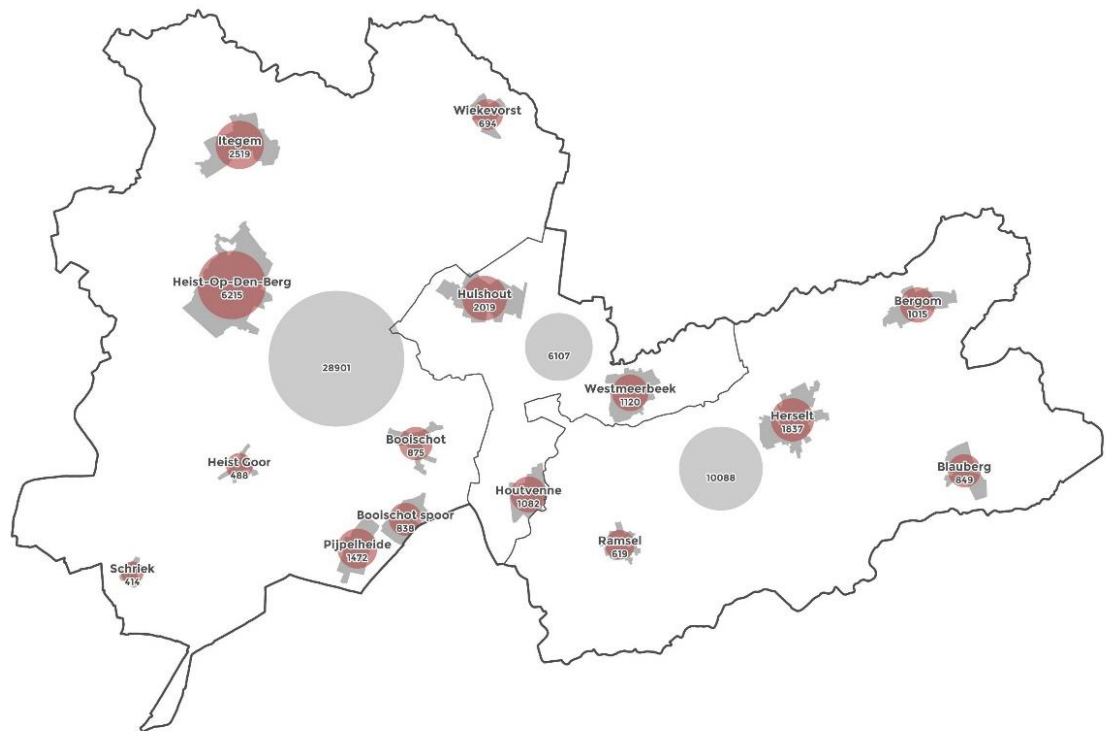 Wiekevorst
694
Itegem
2519
Heist-Op-Den-Berg
6215
Hulshout
2019
Bergom
1015
28901
6107
Westmeerbeek
1120
Herselt
1837
Booischot
875
Heist Goor
488
10088
Blauberg
849
Houtvenne
1082
Booischot spoor
838
Pijpelheide
1472
Ramsel
619
Schriek
414